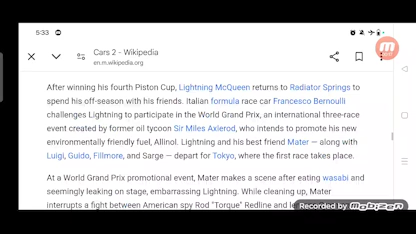 5:33
Cars 2 - Wikipedia
en.m.wikipedia.org
After winning his fourth Piston Cup, Lightning McQueen returns to Radiator Springs to
spend his off-season with his friends. Italian formula race car Francesco Bernoulli
challenges Lightning to participate in the World Grand Prix, an international three-race
event created by former oil tycoon Sir Miles Axlerod, who intends to promote his new
environmentally friendly fuel, Allinol. Lightning and his best friend Mater — along with
Luigi, Guido, Fillmore, and Sarge — depart for Tokyo, where the first race takes place.
At a World Grand Prix promotional event, Mater makes a scene after eating wasabi and
seemingly leaking on stage, embarrassing Lightning. While cleaning up, Mater
interrupts a fight between American spy Rod "Torque" Redline and
Recorded by mobizen